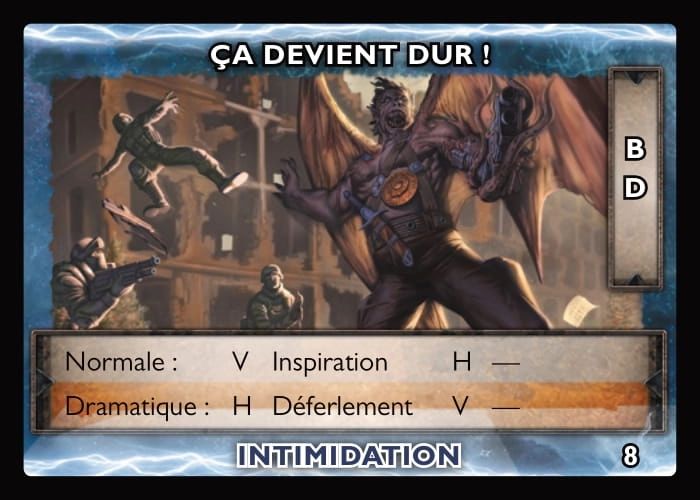 ÇA DEVIENT DUR !
B
D
Normale : V Inspiration H —
Dramatique : H Déferlement V —
INTIMIDATION 8